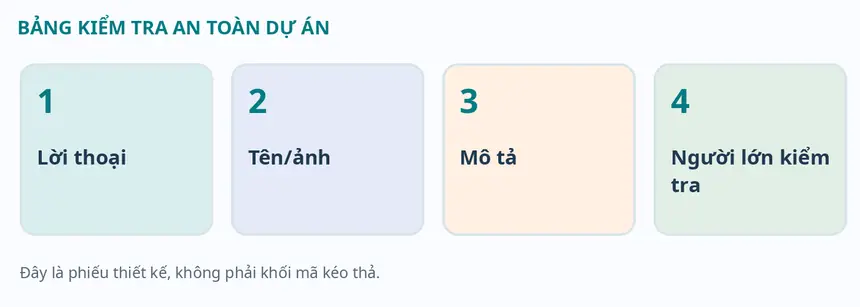 BẢNG KIỂM TRA AN TOÀN DỰ ÁN
1
Lời thoại
2
Tên/ảnh
3
Mô tả
4
Người lớn kiểm
tra
Đây là phiếu thiết kế, không phải khối mã kéo thả.